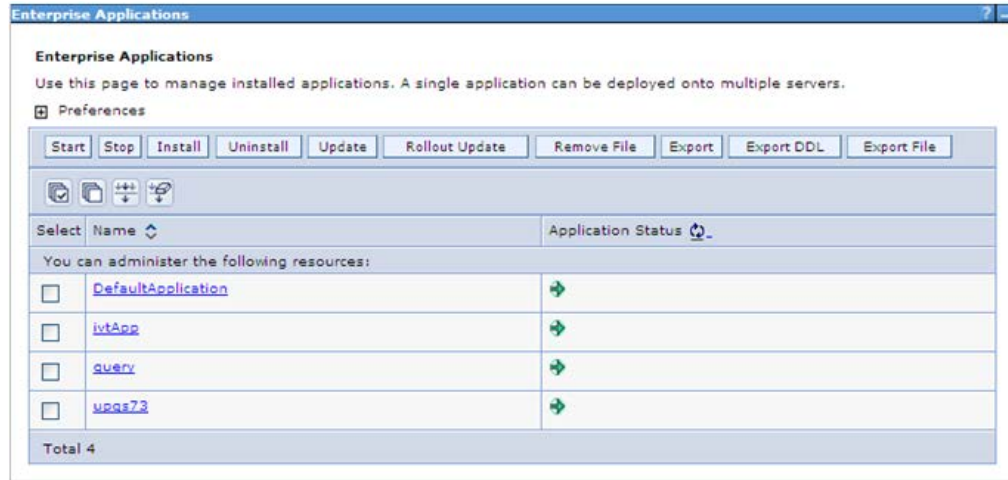 Enterprise Applications ?
Enterprise Applications
Use this page to manage installed applications. A single application can be deployed onto multiple servers.
Preferences
Start Stop Install Uninstall Update Rollout Update Remove File Export Export DDL Export File
Select Name Application Status
You can administer the following resources:
DefaultApplication
ivtApp
query
upgs73
Total 4